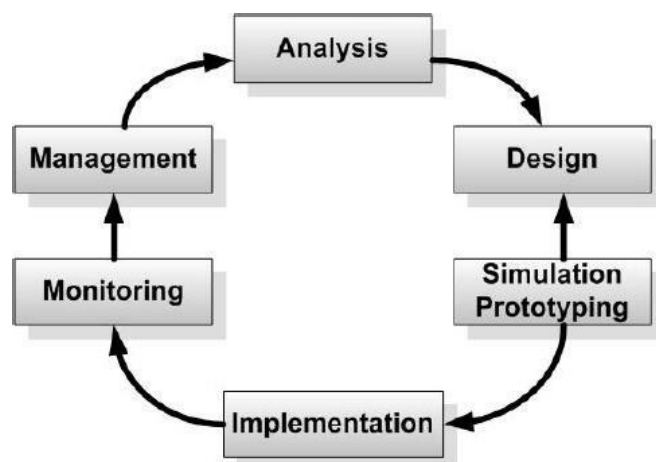 Analysis
Management
Design
Monitoring
Simulation
Prototyping
Implementation